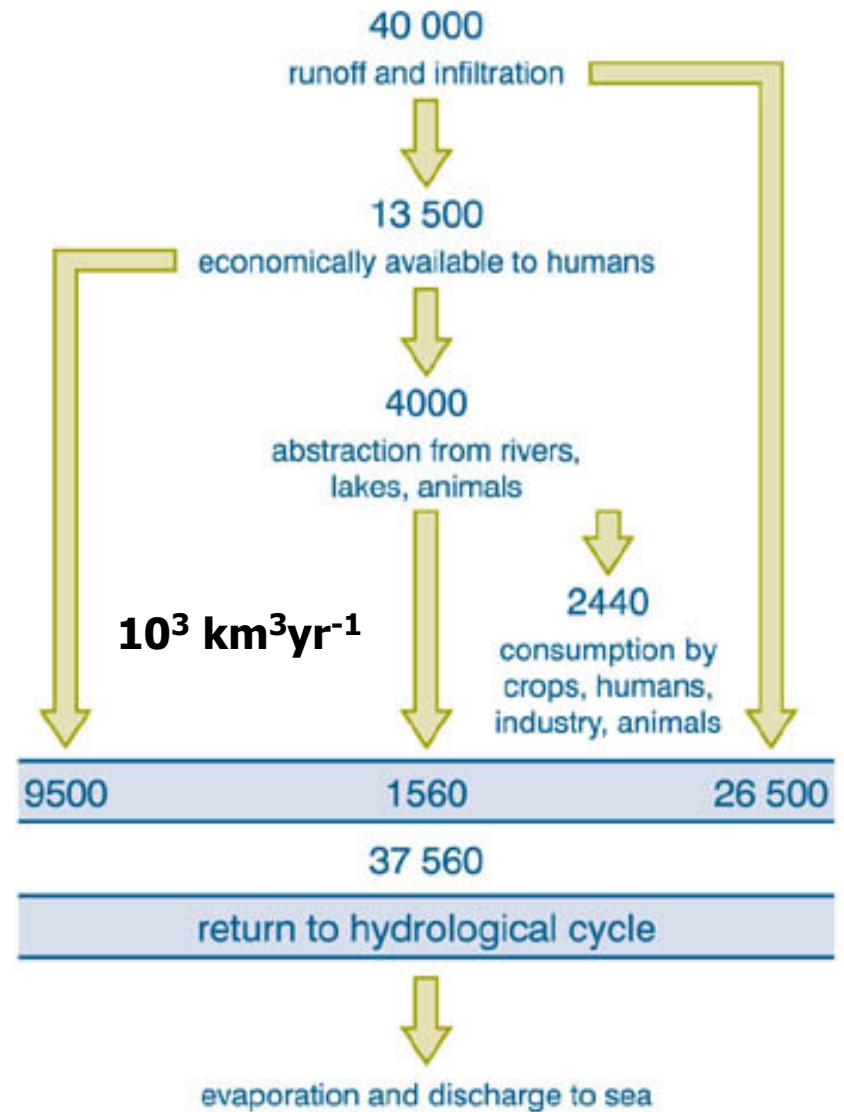 40 000
runoff and infiltration
13 500
economically available to humans
4000
abstraction from rivers,
lakes, animals
2440
10³ km³yr⁻¹
consumption by
crops, humans,
industry, animals
9500 1560 26 500
37 560
return to hydrological cycle
evaporation and discharge to sea